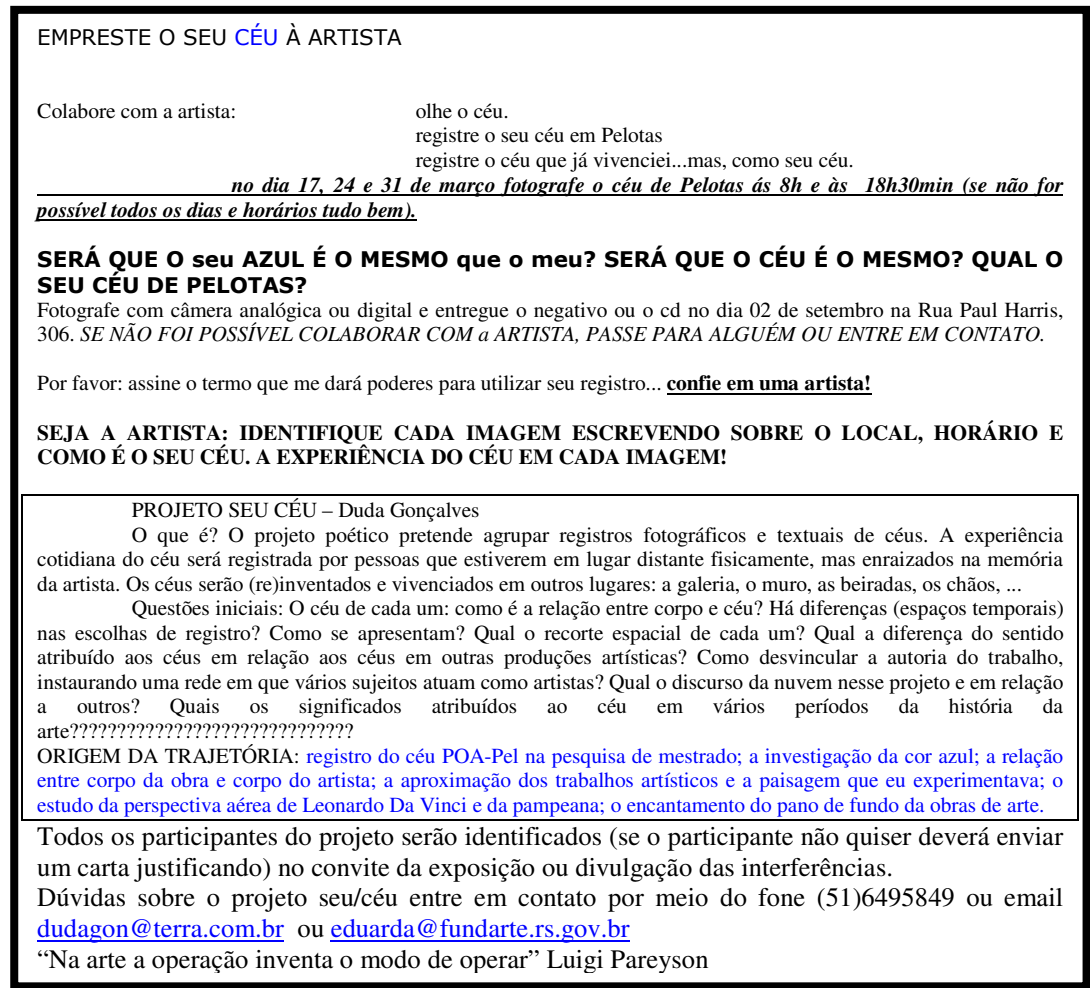 EMPRESTE O SEU CÉU À ARTISTA
Colabore com a artista: olhe o céu.
registre o seu céu em Pelotas
registre o céu que já vivenciei...mas, como seu céu.
no dia 17, 24 e 31 de março fotografe o céu de Pelotas ás 8h e às 18h30min (se não for
possível todos os dias e horários tudo bem).
SERÁ QUE O seu AZUL É O MESMO que o meu? SERÁ QUE O CÉU É O MESMO? QUAL O
SEU CÉU DE PELOTAS?
Fotografe com câmera analógica ou digital e entregue o negativo ou o cd no dia 02 de setembro na Rua Paul Harris,
306. SE NÃO FOI POSSÍVEL COLABORAR COM a ARTISTA, PASSE PARA ALGUÉM OU ENTRE EM CONTATO.
Por favor: assine o termo que me dará poderes para utilizar seu registro... confie em uma artista!
SEJA A ARTISTA: IDENTIFIQUE CADA IMAGEM ESCREVENDO SOBRE O LOCAL, HORÁRIO E
COMO É O SEU CÉU. A EXPERIÊNCIA DO CÉU EM CADA IMAGEM!
PROJETO SEU CÉU – Duda Gonçalves
O que é? O projeto poético pretende agrupar registros fotográficos e textuais de céus. A experiência
cotidiana do céu será registrada por pessoas que estiverem em lugar distante fisicamente, mas enraizados na memória
da artista. Os céus serão (re)inventados e vivenciados em outros lugares: a galeria, o muro, as beiradas, os chãos, ...
Questões iniciais: O céu de cada um: como é a relação entre corpo e céu? Há diferenças (espaços temporais)
nas escolhas de registro? Como se apresentam? Qual o recorte espacial de cada um? Qual a diferença do sentido
atribuído aos céus em relação aos céus em outras produções artísticas? Como desvincular a autoria do trabalho,
instaurando uma rede em que vários sujeitos atuam como artistas? Qual o discurso da nuvem nesse projeto e em relação
a outros? Quais os significados atribuídos ao céu em vários períodos da história da
arte??????????????????????????????
ORIGEM DA TRAJETÓRIA: registro do céu POA-Pel na pesquisa de mestrado; a investigação da cor azul; a relação
entre corpo da obra e corpo do artista; a aproximação dos trabalhos artísticos e a paisagem que eu experimentava; o
estudo da perspectiva aérea de Leonardo Da Vinci e da pampeana; o encantamento do pano de fundo da obras de arte.
Todos os participantes do projeto serão identificados (se o participante não quiser deverá enviar
um carta justificando) no convite da exposição ou divulgação das interferências.
Dúvidas sobre o projeto seu/céu entre em contato por meio do fone (51)6495849 ou email
dudagon@terra.com.br ou eduarda@fundarte.rs.gov.br
“Na arte a operação inventa o modo de operar” Luigi Pareyson